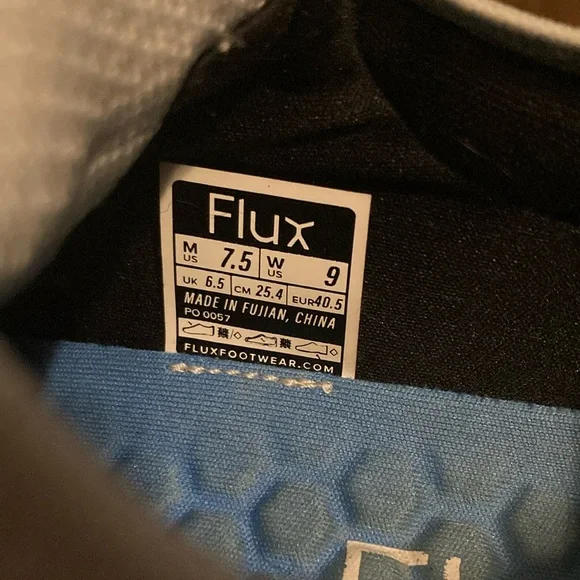 Flux
M US 7.5 W US 9
UK 6.5 CM 25.4 EUR 40.5
MADE IN FUJIAN, CHINA
PO 0057
FLUXFOOTWEAR.COM